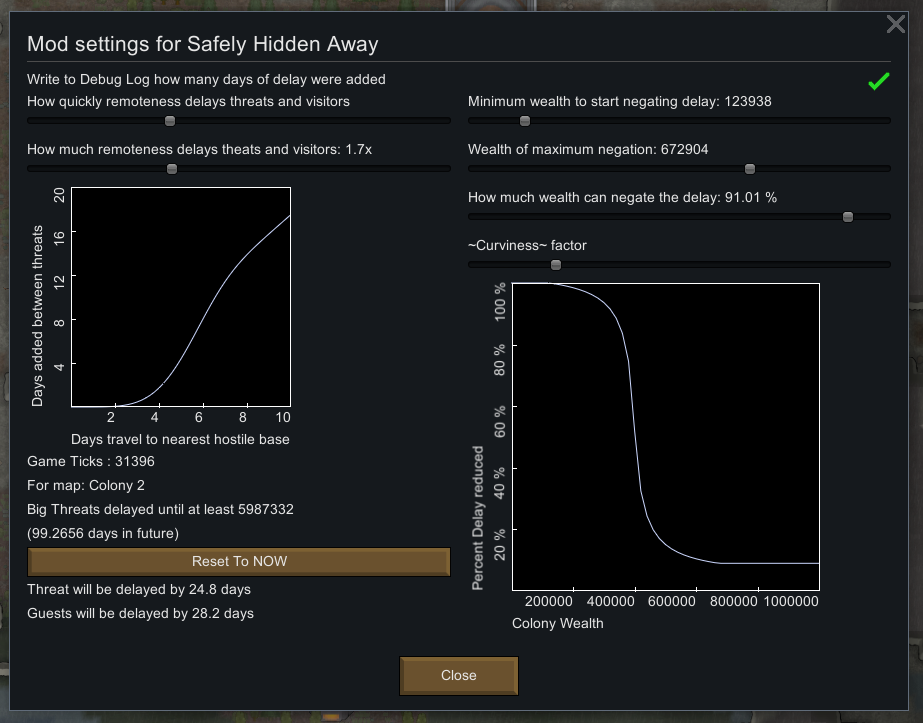 Mod settings for Safely Hidden Away
Write to Debug Log how many days of delay were added
How quickly remoteness delays threats and visitors
How much remoteness delays theats and visitors: 1.7x
20
16
12
8
4
Days added between threats
2 4 6 8 10
Days travel to nearest hostile base
Game Ticks : 31396
For map: Colony 2
Big Threats delayed until at least 5987332
(99.2656 days in future)
Reset To NOW
Threat will be delayed by 24.8 days
Guests will be delayed by 28.2 days
Minimum wealth to start negating delay: 123938
Wealth of maximum negation: 672904
How much wealth can negate the delay: 91.01 %
~Curviness~ factor
100 %
80 %
60 %
40 %
20 %
Percent Delay reduced
200000 400000 600000 800000 1000000
Colony Wealth
Close